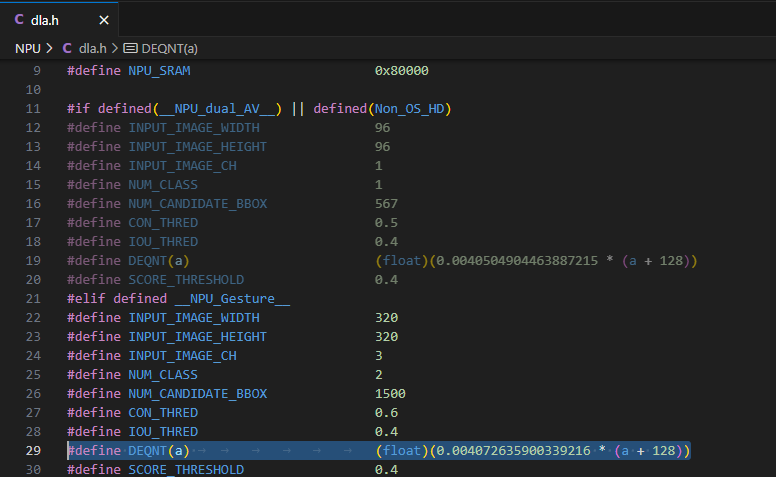 C dla.h ×
NPU > C dla.h > DEQNT(a)
9 #define NPU_SRAM 0x80000
10
11 #if defined(__NPU_dual_AV__) || defined(Non_OS_HD)
12 #define INPUT_IMAGE_WIDTH 96
13 #define INPUT_IMAGE_HEIGHT 96
14 #define INPUT_IMAGE_CH 1
15 #define NUM_CLASS 1
16 #define NUM_CANDIDATE_BBOX 567
17 #define CON_THRED 0.5
18 #define IOU_THRED 0.4
19 #define DEQNT(a) (float)(0.0040504904463887215 * (a + 128))
20 #define SCORE_THRESHOLD 0.4
21 #elif defined __NPU_Gesture__
22 #define INPUT_IMAGE_WIDTH 320
23 #define INPUT_IMAGE_HEIGHT 320
24 #define INPUT_IMAGE_CH 3
25 #define NUM_CLASS 2
26 #define NUM_CANDIDATE_BBOX 1500
27 #define CON_THRED 0.6
28 #define IOU_THRED 0.4
29 #define DEQNT(a) (float)(0.004072635900339216 * (a + 128))
30 #define SCORE_THRESHOLD 0.4